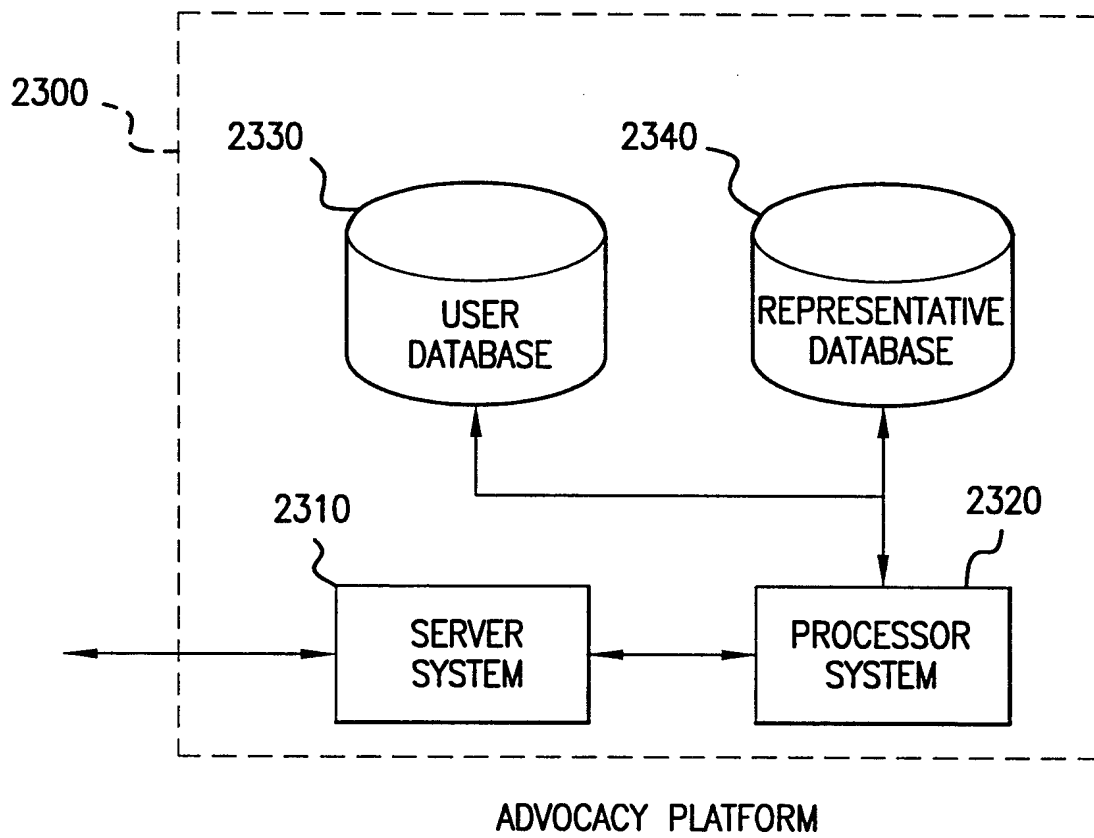 2300
2330
2340
USER
DATABASE
REPRESENTATIVE
DATABASE
2310
2320
SERVER
SYSTEM
PROCESSOR
SYSTEM
ADVOCACY PLATFORM